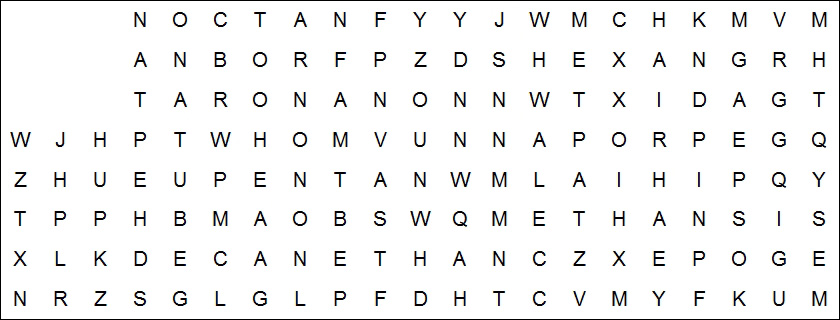 N O C T A N F Y Y J W M C H K M V M
A N B O R F P Z D S H E X A N G R H
T A R O N A N O N N W T X I D A G T
W J H P T W H O M V U N N A P O R P E G Q
Z H U E U P E N T A N W M L A I H I P Q Y
T P P H B M A O B S W Q M E T H A N S I S
X L K D E C A N E T H A N C Z X E P O G E
N R Z S G L G L P F D H T C V M Y F K U M